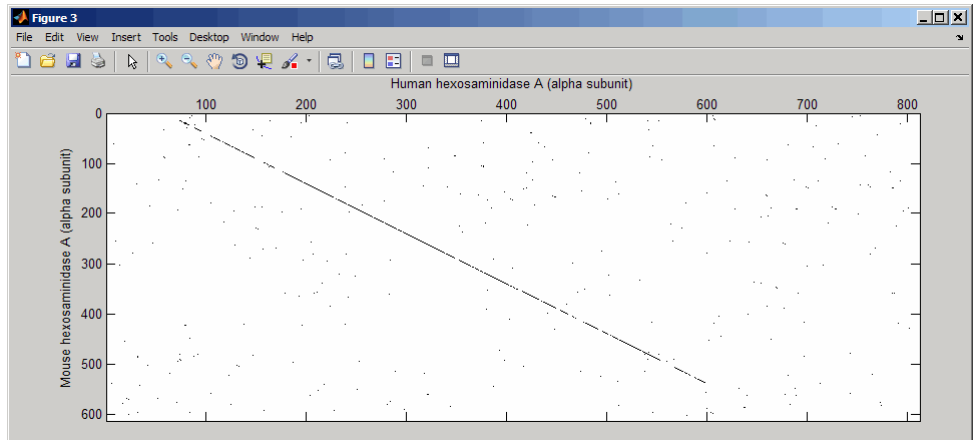 Figure 3
File Edit View Insert Tools Desktop Window Help
Human hexosaminidase A (alpha subunit)
100 200 300 400 500 600 700 800
0
100
200
300
400
500
600
Mouse hexosaminidase A (alpha subunit)